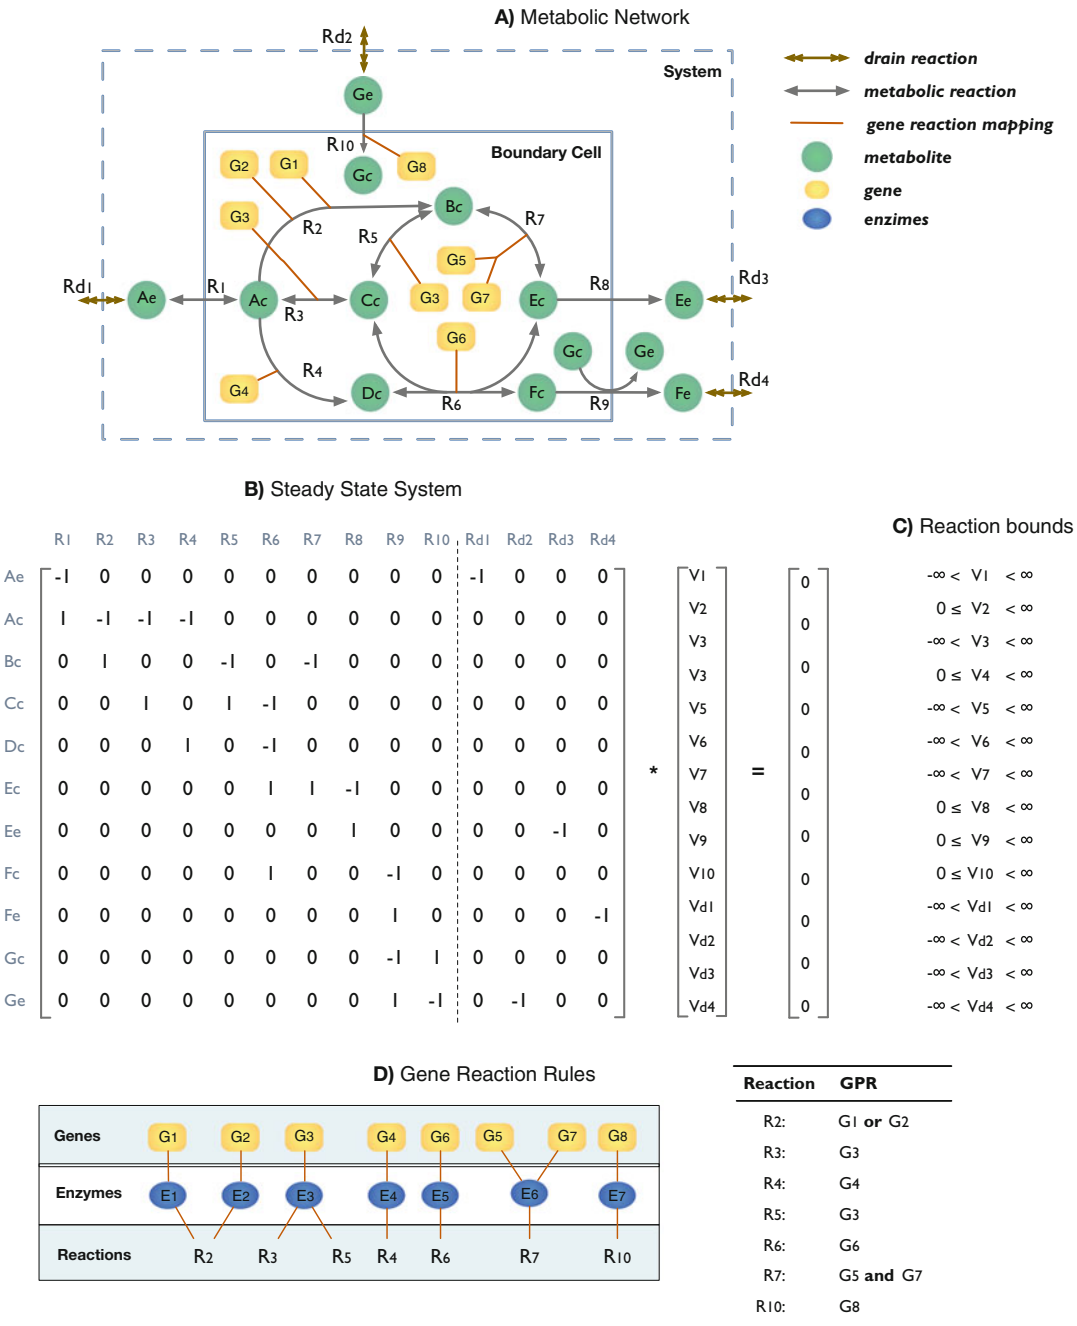 A) Metabolic Network
Rd2
System
drain reaction
metabolic reaction
gene reaction mapping
metabolite
gene
enzimes
Ge
R10
Boundary Cell
G2
G1
G8
Gc
Bc
G3
R2
R5
R7
G5
G3
G7
Rd1
Ae
R1
Ac
R3
Cc
Ec
R8
Ee
Rd3
G6
Gc
Ge
R4
G4
Dc
R6
Fc
R9
Fe
Rd4
B) Steady State System
C) Reaction bounds
R1 R2 R3 R4 R5 R6 R7 R8 R9 R10 Rd1 Rd2 Rd3 Rd4
Ae -1 0 0 0 0 0 0 0 0 0 -1 0 0 0
Ac 1 -1 -1 -1 0 0 0 0 0 0 0 0 0 0
Bc 0 1 0 0 -1 0 -1 0 0 0 0 0 0 0
Cc 0 0 1 0 1 -1 0 0 0 0 0 0 0 0
Dc 0 0 0 1 0 -1 0 0 0 0 0 0 0 0
Ec 0 0 0 0 0 1 1 -1 0 0 0 0 0 0
Ee 0 0 0 0 0 0 0 1 0 0 0 0 -1 0
Fc 0 0 0 0 0 1 0 0 -1 0 0 0 0 0
Fe 0 0 0 0 0 0 0 0 1 0 0 0 0 -1
Gc 0 0 0 0 0 0 0 0 -1 1 0 0 0 0
Ge 0 0 0 0 0 0 0 0 1 -1 0 -1 0 0
*
V1
V2
V3
V3
V5
V6
V7
V8
V9
V10
Vd1
Vd2
Vd3
Vd4
=
0
0
0
0
0
0
0
0
0
0
0
-∞ < V1 < ∞
0 ≤ V2 < ∞
-∞ < V3 < ∞
0 ≤ V4 < ∞
-∞ < V5 < ∞
-∞ < V6 < ∞
-∞ < V7 < ∞
0 ≤ V8 < ∞
0 ≤ V9 < ∞
0 ≤ V10 < ∞
-∞ < Vd1 < ∞
-∞ < Vd2 < ∞
-∞ < Vd3 < ∞
-∞ < Vd4 < ∞
D) Gene Reaction Rules
Genes G1 G2 G3 G4 G6 G5 G7 G8
Enzymes E1 E2 E3 E4 E5 E6 E7
Reactions R2 R3 R5 R4 R6 R7 R10
Reaction GPR
R2: G1 or G2
R3: G3
R4: G4
R5: G3
R6: G6
R7: G5 and G7
R10: G8